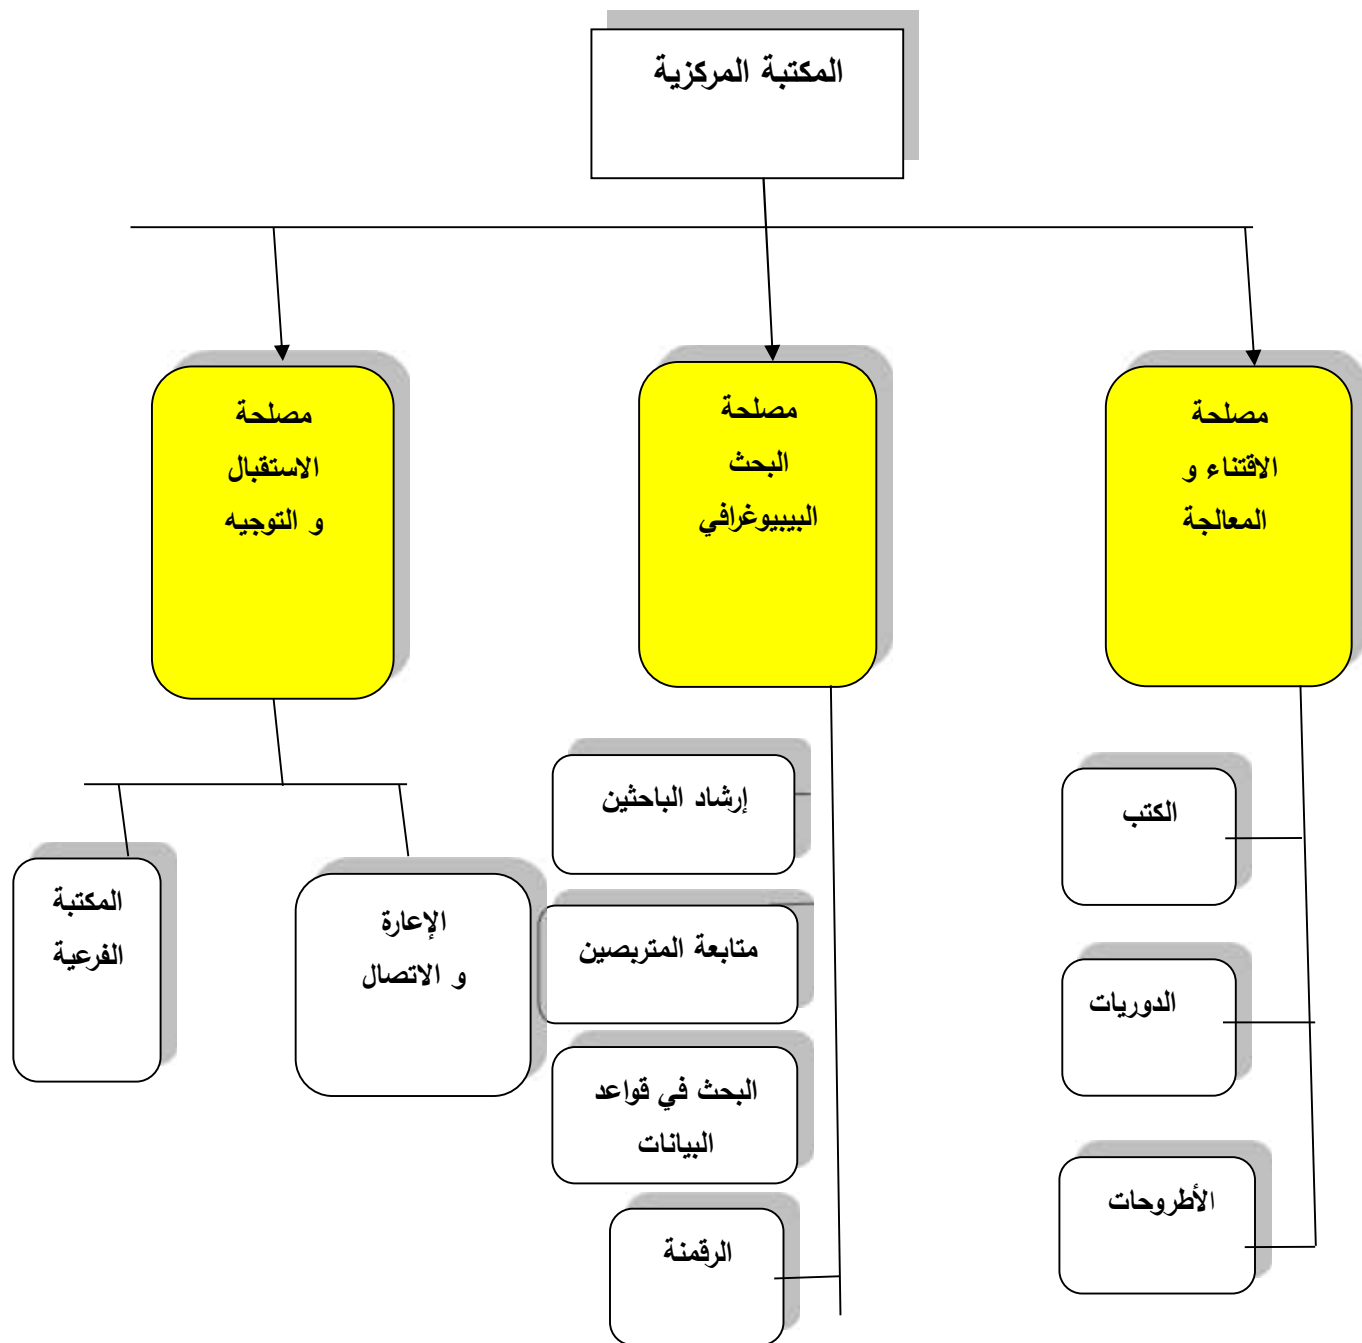 المكتبة المركزية
مصلحة
الاقتناء و
المعالجة
مصلحة
البحث
البيبيوغرافي
مصلحة
الاستقبال
و التوجيه
الكتب
الدوريات
الأطروحات
إرشاد الباحثين
متابعة المتربصين
البحث في قواعد
البيانات
الرقمنة
الإعارة
و الاتصال
المكتبة
الفرعية